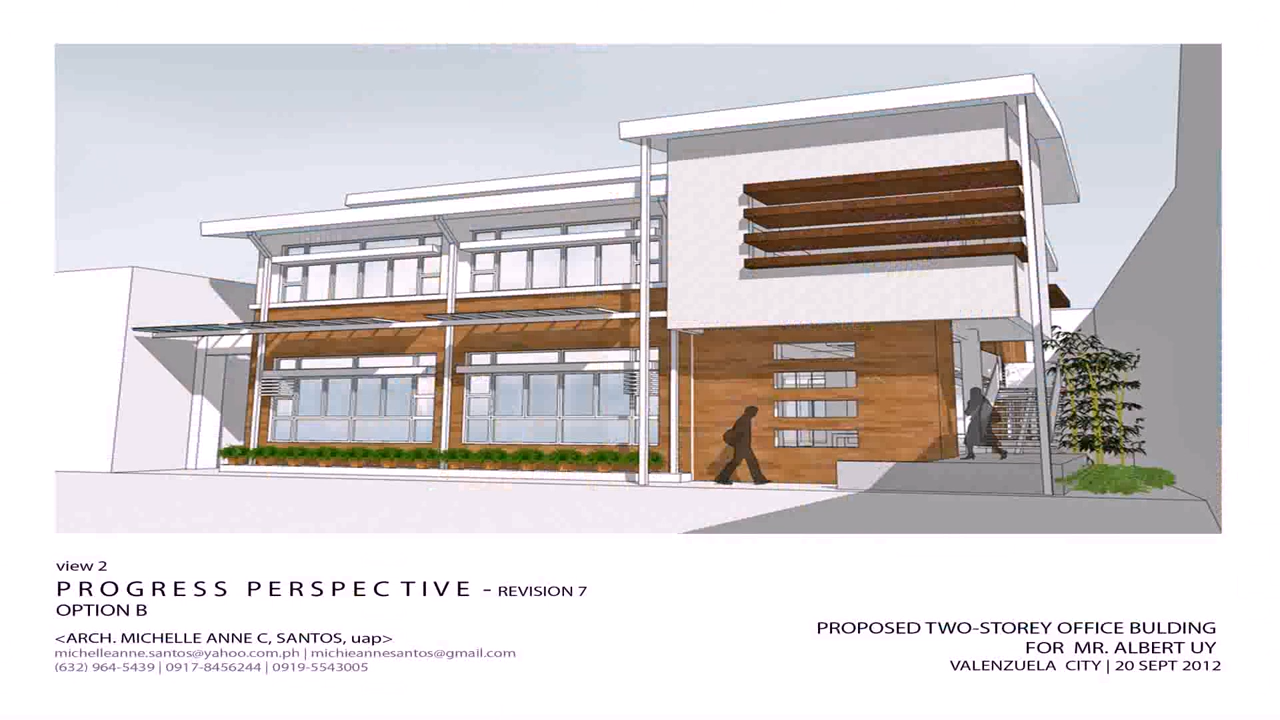 view 2
PROGRESS PERSPECTIVE - REVISION 7
OPTION B
<ARCH. MICHELLE ANNE C, SANTOS, uap>
michelleanne.santos@yahoo.com.ph | michieannesantos@gmail.com
(632) 964-5439 | 0917-8456244 | 0919-5543005
PROPOSED TWO-STOREY OFFICE BULDING
FOR MR. ALBERT UY
VALENZUELA CITY | 20 SEPT 2012